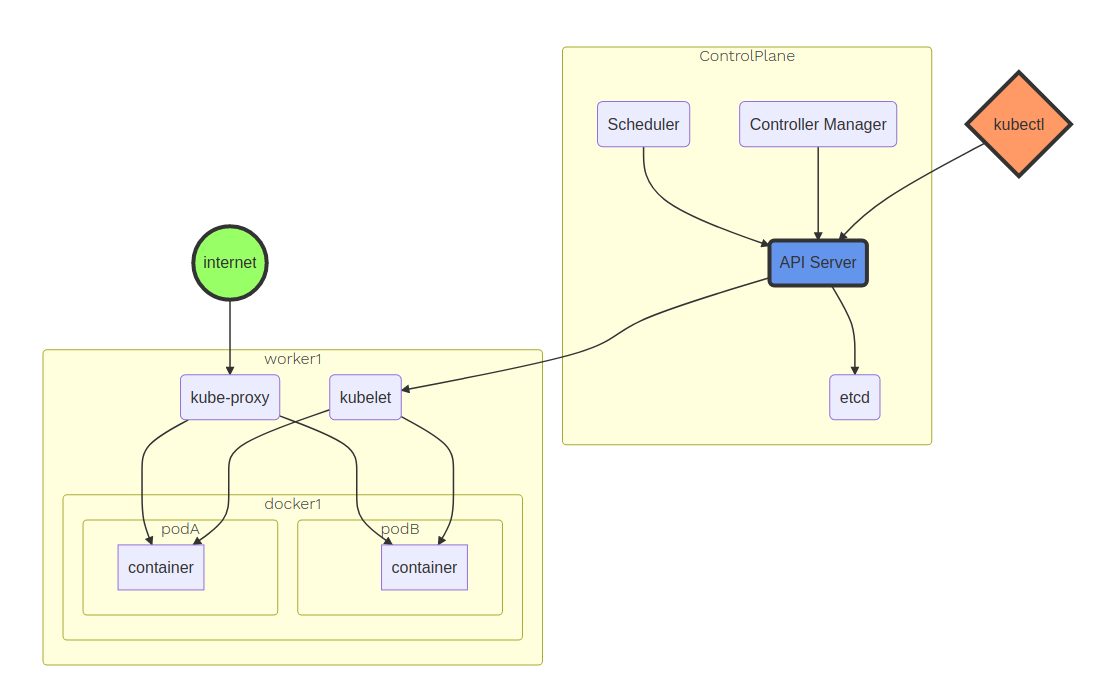 ControlPlane
Scheduler
Controller Manager
kubectl
internet
API Server
worker1
kube-proxy
kubelet
etcd
docker1
podA
podB
container
container